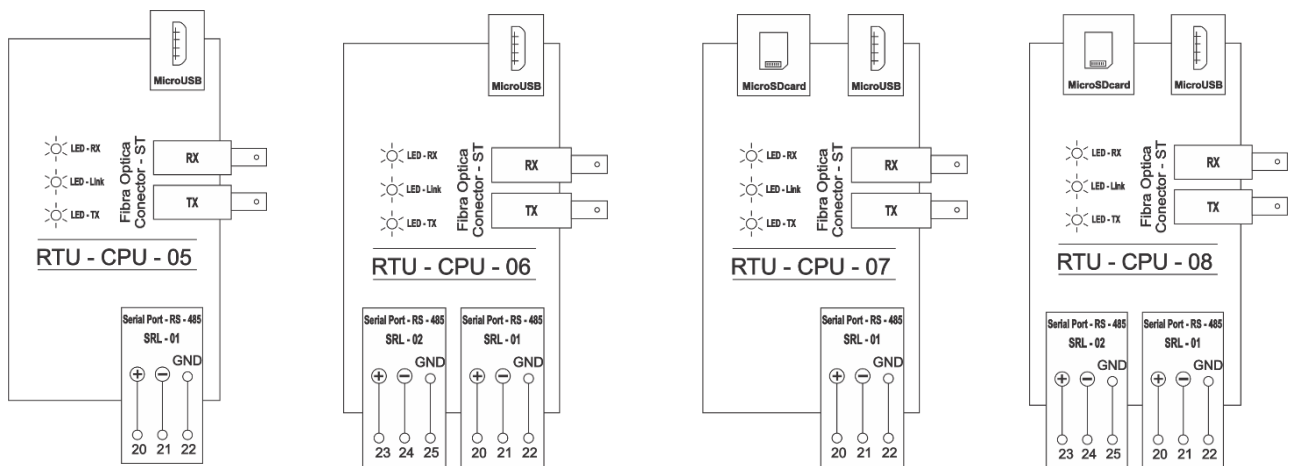 MicroUSB
LED - RX
LED - Link
LED - TX
Fibra Optica
Conector - ST
RX
TX
RTU - CPU - 05
Serial Port - RS - 485
SRL - 01
GND
20 21 22
MicroUSB
LED - RX
LED - Link
LED - TX
Fibra Optica
Conector - ST
RX
TX
RTU - CPU - 06
Serial Port - RS - 485
SRL - 02
GND
23 24 25
Serial Port - RS - 485
SRL - 01
GND
20 21 22
MicroSDcard
MicroUSB
LED - RX
LED - Link
LED - TX
Fibra Optica
Conector - ST
RX
TX
RTU - CPU - 07
Serial Port - RS - 485
SRL - 01
GND
20 21 22
MicroSDcard
MicroUSB
LED - RX
LED - Link
LED - TX
Fibra Optica
Conector - ST
RX
TX
RTU - CPU - 08
Serial Port - RS - 485
SRL - 02
GND
23 24 25
Serial Port - RS - 485
SRL - 01
GND
20 21 22